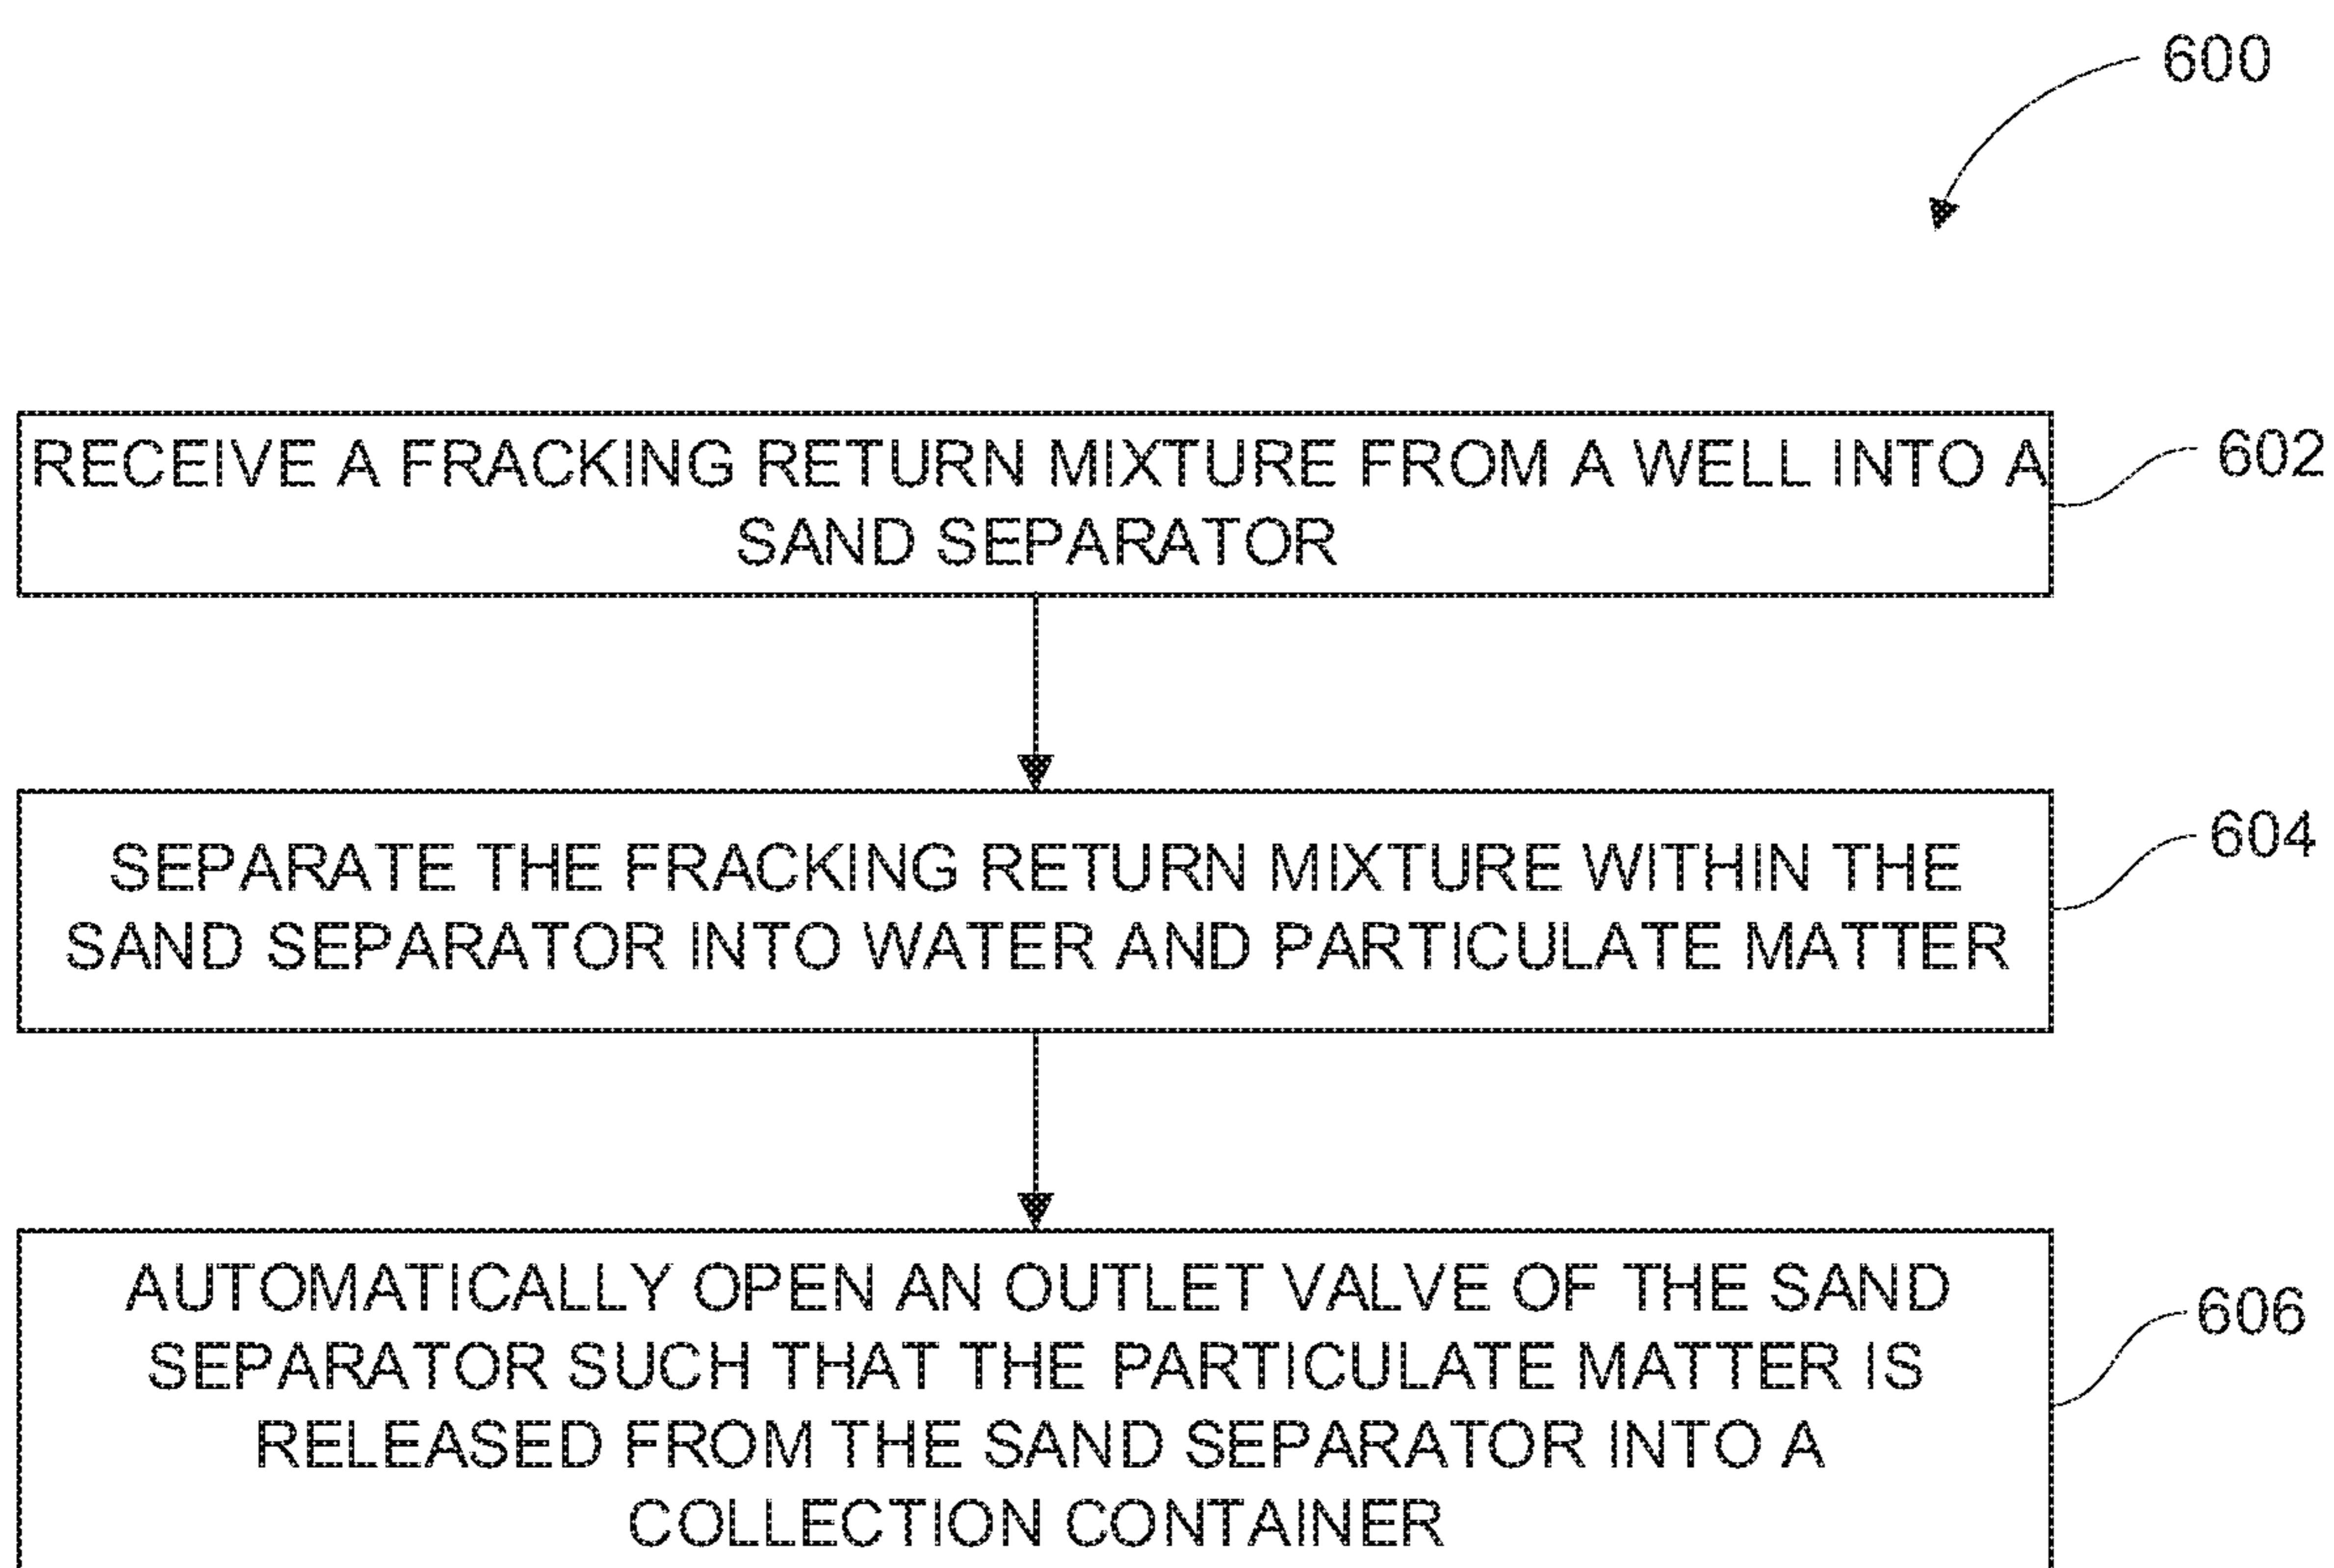 600
RECEIVE A FRACKING RETURN MIXTURE FROM A WELL INTO A
SAND SEPARATOR
602
SEPARATE THE FRACKING RETURN MIXTURE WITHIN THE
SAND SEPARATOR INTO WATER AND PARTICULATE MATTER
604
AUTOMATICALLY OPEN AN OUTLET VALVE OF THE SAND
SEPARATOR SUCH THAT THE PARTICULATE MATTER IS
RELEASED FROM THE SAND SEPARATOR INTO A
COLLECTION CONTAINER
606